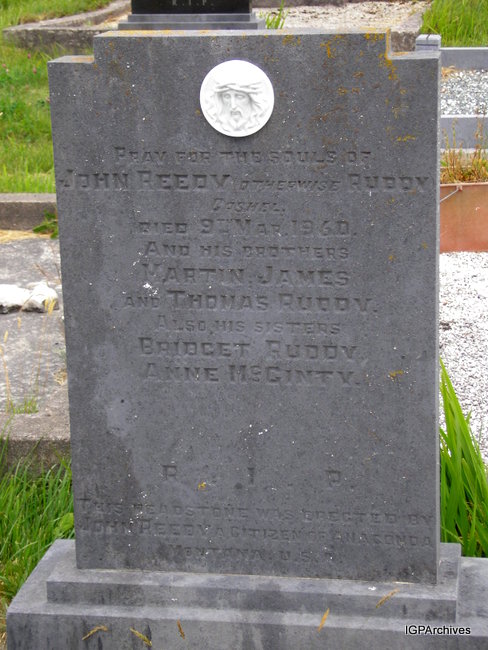 R.I.P.
PRAY FOR THE SOULS OF
JOHN REEDY OTHERWISE RUDDY
DOSHEL.
DIED 9TH MAR 1960.
AND HIS BROTHERS
MARTIN, JAMES
AND THOMAS RUDDY.
ALSO HIS SISTERS
BRIDGET RUDDY
ANNE McGINTY.
R. I. P.
THIS HEADSTONE WAS ERECTED BY
JOHN REEDY A CITIZEN OF ANACONDA
MONTANA U.S.
IGPArchives